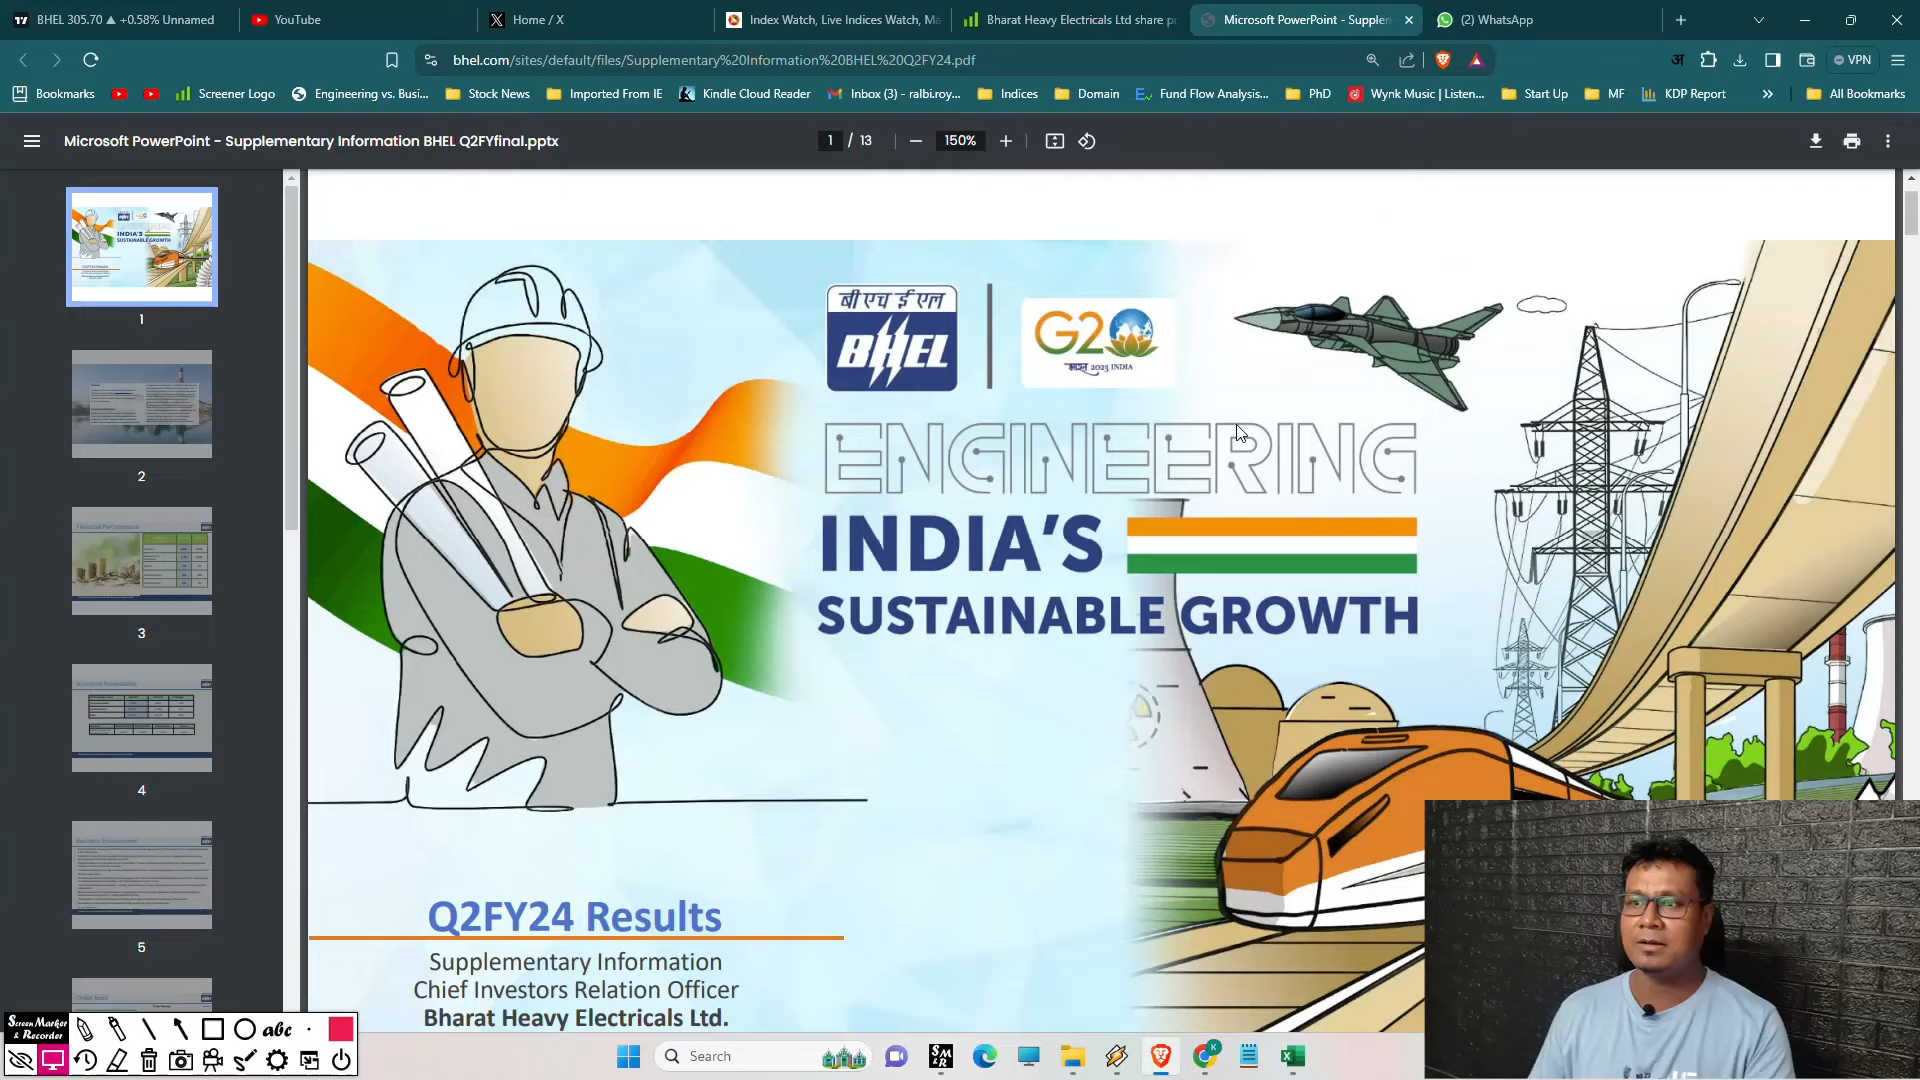 BHEL 305.70 ▲ +0.58% Unnamed
YouTube
Home / X
Index Watch, Live Indices Watch, Ma
Bharat Heavy Electricals Ltd share pr
Microsoft PowerPoint - Supplem
(2) WhatsApp
bhel.com/sites/default/files/Supplementary%20Information%20BHEL%20Q2FY24.pdf
VPN
Bookmarks
Screener Logo
Engineering vs. Busi...
Stock News
Imported From IE
Kindle Cloud Reader
Inbox (3) - ralbi.roy...
Indices
Domain
Fund Flow Analysis...
PhD
Wynk Music | Listen...
Start Up
MF
KDP Report
All Bookmarks
Microsoft PowerPoint - Supplementary Information BHEL Q2FYfinal.pptx
1 / 13
150%
1
2
3
4
5
बी एच ई एल
BHEL
G20
भारत 2023 INDIA
ENGINEERING
INDIA'S
SUSTAINABLE GROWTH
Q2FY24 Results
Supplementary Information
Chief Investors Relation Officer
Bharat Heavy Electricals Ltd.
Screen Marker
& Recorder
abc
Search